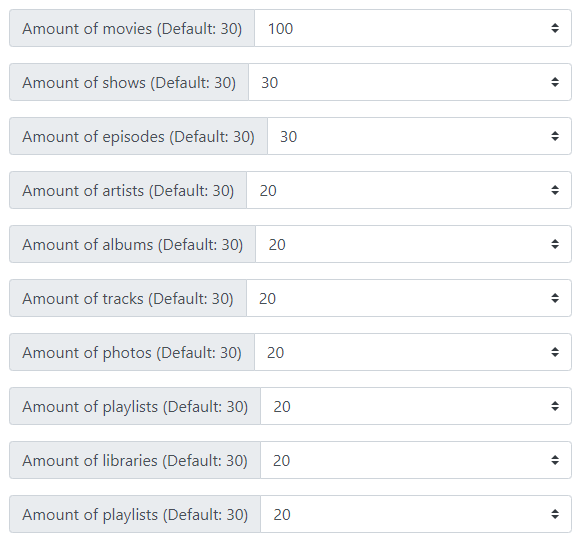 Amount of movies (Default: 30) 100
Amount of shows (Default: 30) 30
Amount of episodes (Default: 30) 30
Amount of artists (Default: 30) 20
Amount of albums (Default: 30) 20
Amount of tracks (Default: 30) 20
Amount of photos (Default: 30) 20
Amount of playlists (Default: 30) 20
Amount of libraries (Default: 30) 20
Amount of playlists (Default: 30) 20